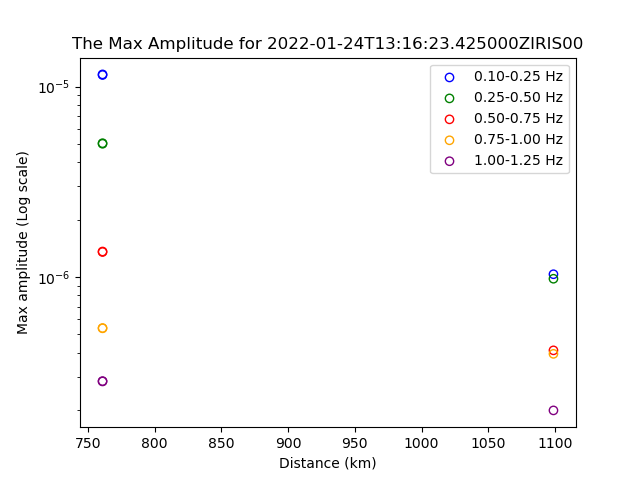 The Max Amplitude for 2022-01-24T13:16:23.425000ZIRIS00
Max amplitude (Log scale)
10⁻⁵
10⁻⁶
0.10-0.25 Hz
0.25-0.50 Hz
0.50-0.75 Hz
0.75-1.00 Hz
1.00-1.25 Hz
750 800 850 900 950 1000 1050 1100
Distance (km)